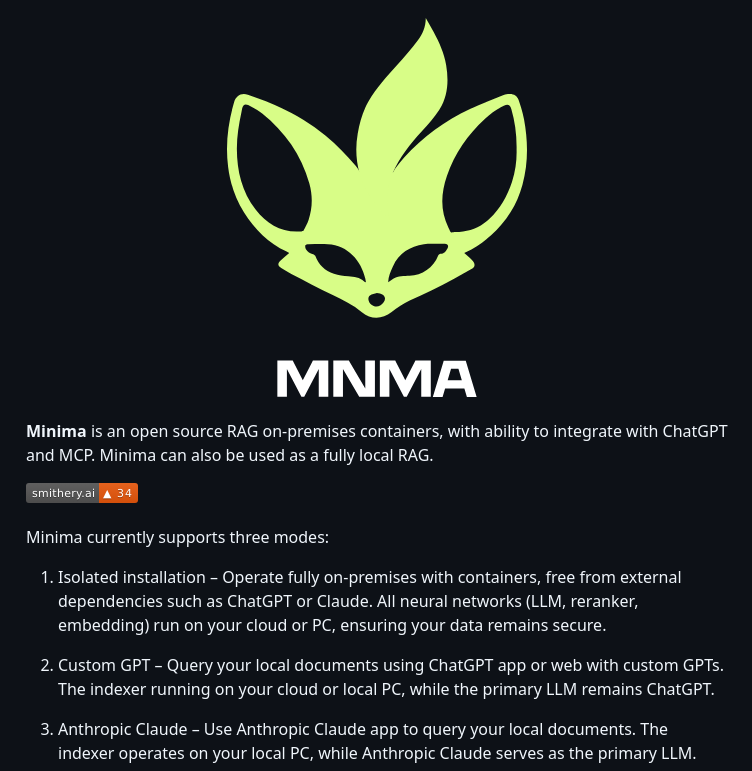 MNMA
Minima is an open source RAG on-premises containers, with ability to integrate with ChatGPT
and MCP. Minima can also be used as a fully local RAG.
smithery.ai ▲ 34
Minima currently supports three modes:
1. Isolated installation – Operate fully on-premises with containers, free from external
dependencies such as ChatGPT or Claude. All neural networks (LLM, reranker,
embedding) run on your cloud or PC, ensuring your data remains secure.
2. Custom GPT – Query your local documents using ChatGPT app or web with custom GPTs.
The indexer running on your cloud or local PC, while the primary LLM remains ChatGPT.
3. Anthropic Claude – Use Anthropic Claude app to query your local documents. The
indexer operates on your local PC, while Anthropic Claude serves as the primary LLM.